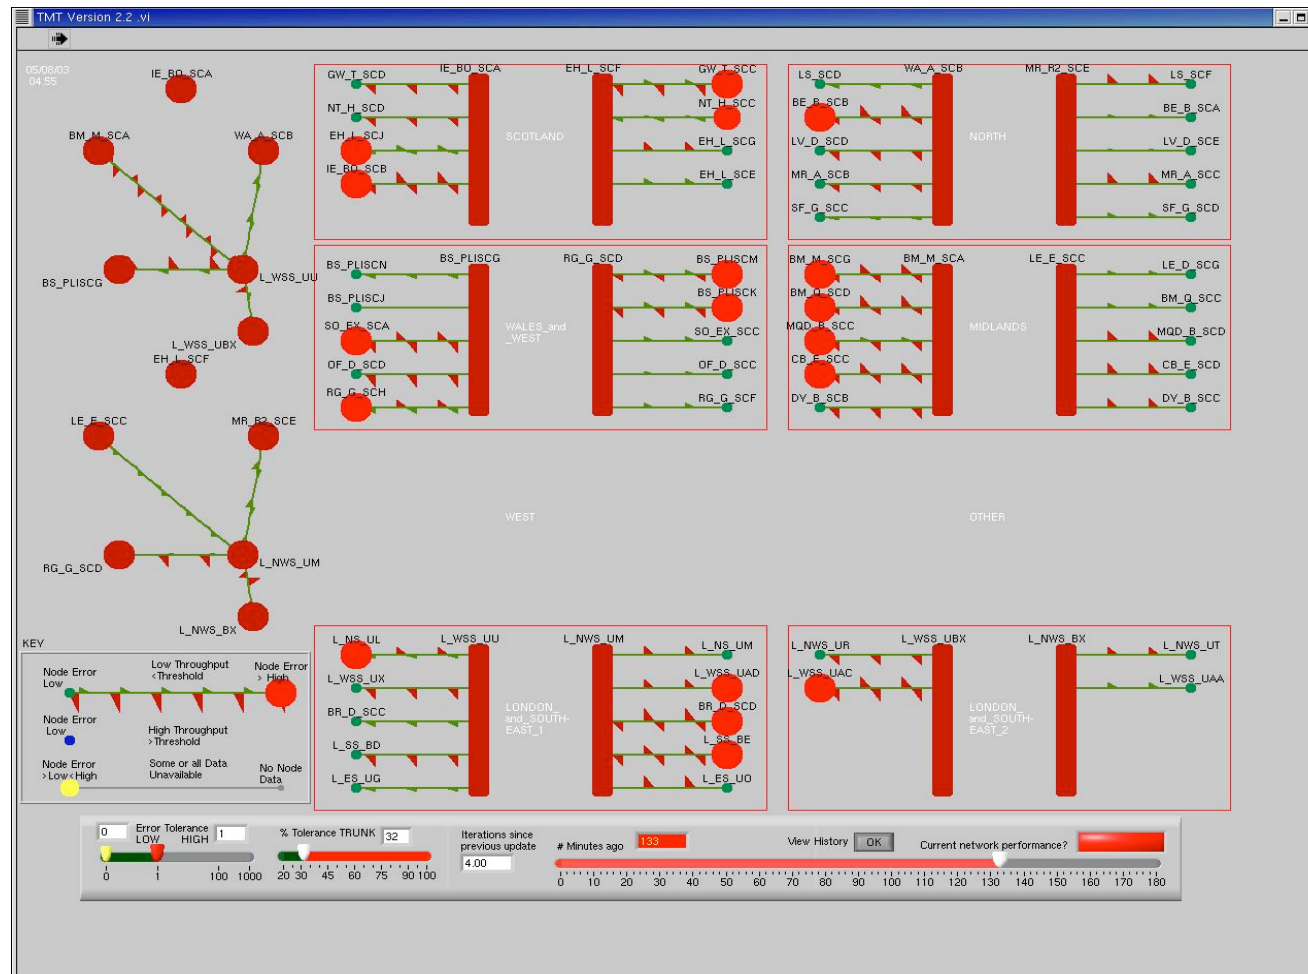 TMT Version 2.2 .vi
05/08/03
04:55
IE_BO_SCA
BM_M_SCA
WA_A_SCB
BS_PLISCG
L_WSS_UU
L_WSS_UBX
EH_L_SCF
LE_E_SCC
MR_R2_SCE
RG_G_SCD
L_NWS_UM
L_NWS_BX
GW_T_SCD
IE_BO_SCA
EH_L_SCF
GW_T_SCC
NT_H_SCD
NT_H_SCC
SCOTLAND
EH_L_SCJ
EH_L_SCG
IE_BO_SCB
EH_L_SCE
LS_SCD
WA_A_SCB
MR_R2_SCE
LS_SCF
BE_B_SCB
BE_B_SCA
NORTH
LV_D_SCD
LV_D_SCE
MR_A_SCB
MR_A_SCC
SF_G_SCC
SF_G_SCD
BS_PLISCN
BS_PLISCG
RG_G_SCD
BS_PLISCM
BS_PLISCJ
BS_PLISCK
WALES_and
_WEST
SO_EX_SCA
SO_EX_SCC
OF_D_SCD
OF_D_SCC
RG_G_SCH
RG_G_SCF
BM_M_SCG
BM_M_SCA
LE_E_SCC
LE_D_SCG
BM_Q_SCD
BM_Q_SCC
MIDLANDS
MQD_B_SCC
MQD_B_SCD
CB_E_SCC
CB_E_SCD
DY_B_SCB
DY_B_SCC
WEST
OTHER
L_NS_UL
L_WSS_UU
L_NWS_UM
L_NS_UM
L_WSS_UX
L_WSS_UAD
BR_D_SCC
BR_D_SCD
LONDON_
and_SOUTH-
EAST_1
L_SS_BD
L_SS_BE
L_ES_UG
L_ES_UO
L_NWS_UR
L_WSS_UBX
L_NWS_BX
L_NWS_UT
L_WSS_UAC
L_WSS_UAA
LONDON_
and_SOUTH-
EAST_2
KEY
Node Error
Low
Low Throughput
<Threshold
Node Error
> High
Node Error
Low
High Throughput
>Threshold
Node Error
>Low<High
Some or all Data
Unavailable
No Node
Data
0
Error Tolerance
LOW
HIGH
1
0 1 100 1000
% Tolerance TRUNK
32
20 30 45 60 75 90 100
Iterations since
previous update
4.00
# Minutes ago
133
View History
OK
Current network performance?
0 10 20 30 40 50 60 70 80 90 100 110 120 130 140 150 160 170 180